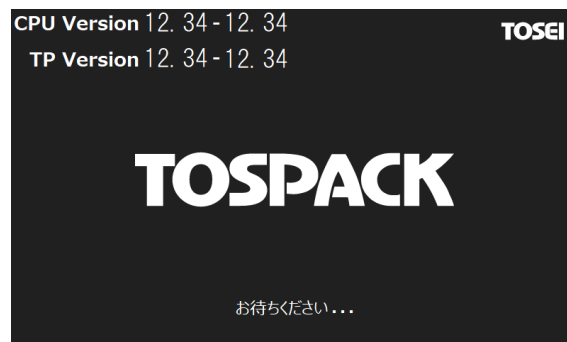 CPU Version 12. 34-12. 34
TOSEI
TP Version 12. 34-12. 34
TOSPACK
お待ちください...